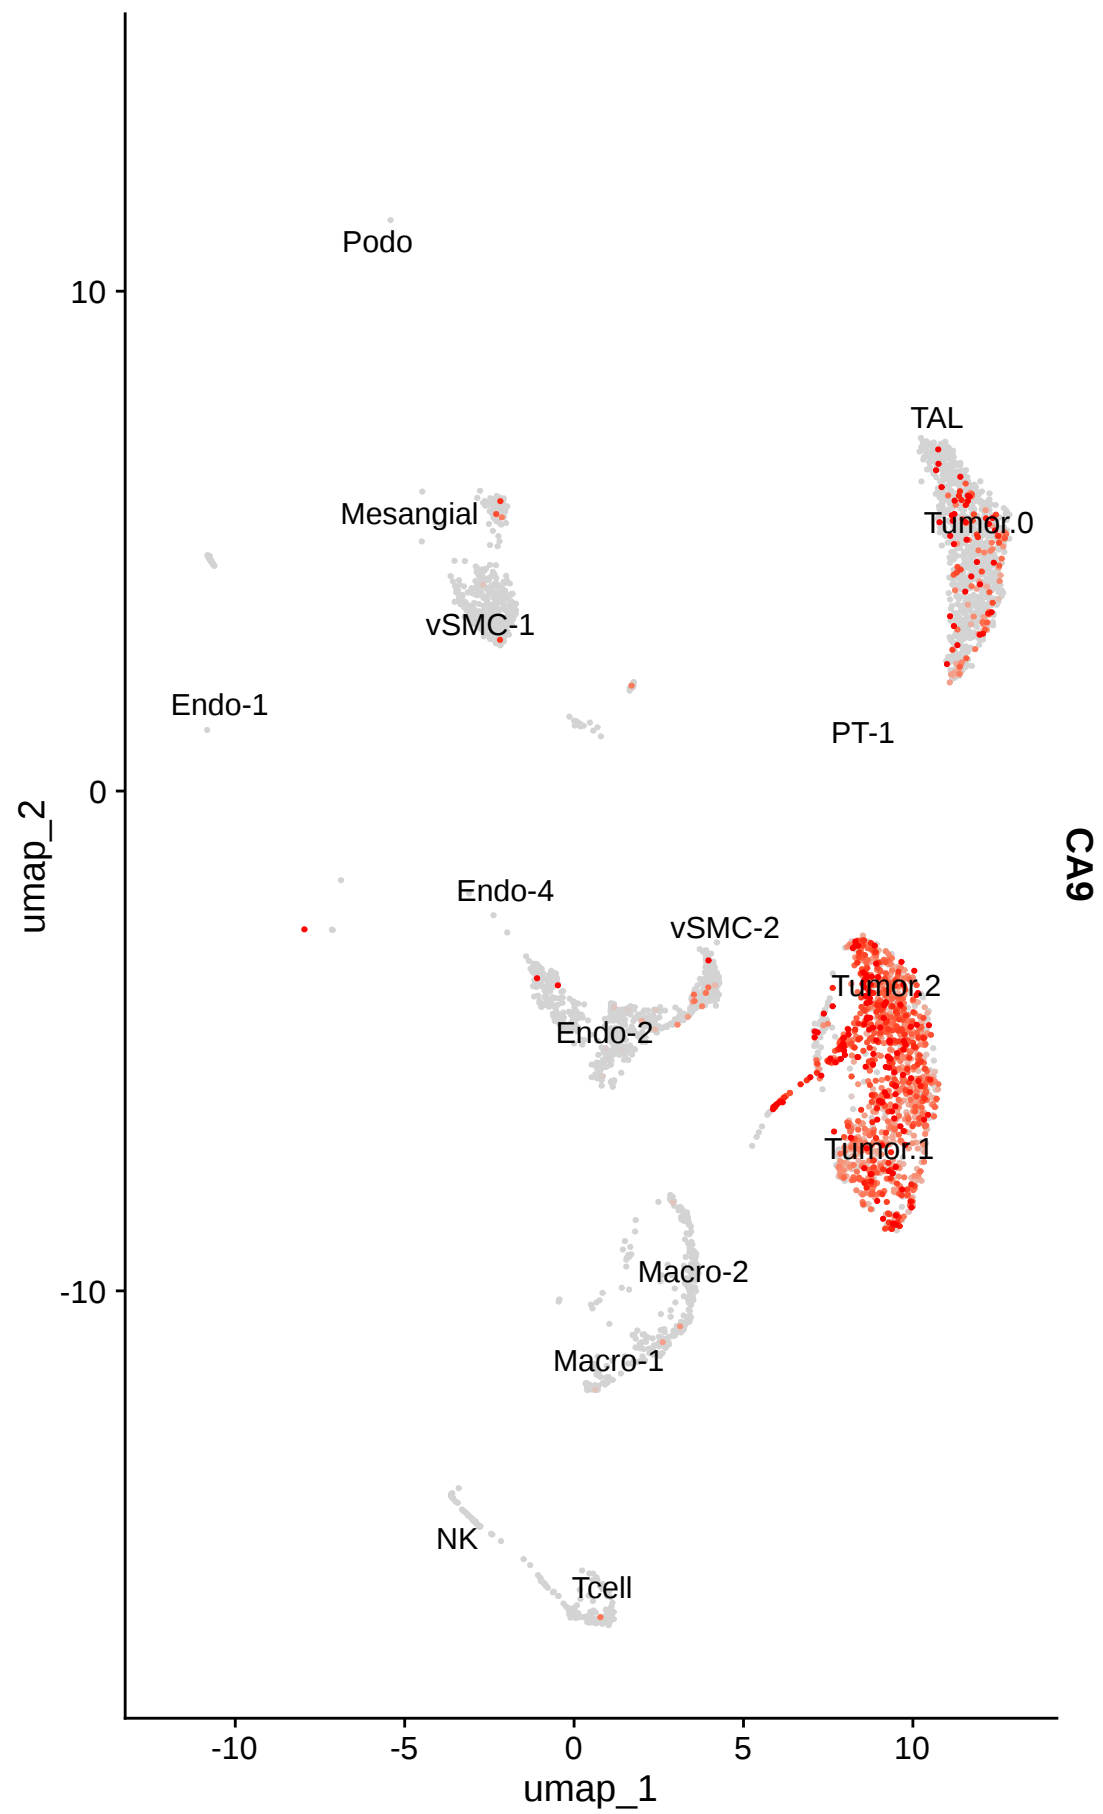 Podo
10
TAL
Mesangial
Tumor.0
vSMC-1
Endo-1
PT-1
0
umap_2
CA9
Endo-4
vSMC-2
Tumor.2
Endo-2
Tumor.1
Macro-2
-10
Macro-1
NK
Tcell
-10
-5
0
5
10
umap_1